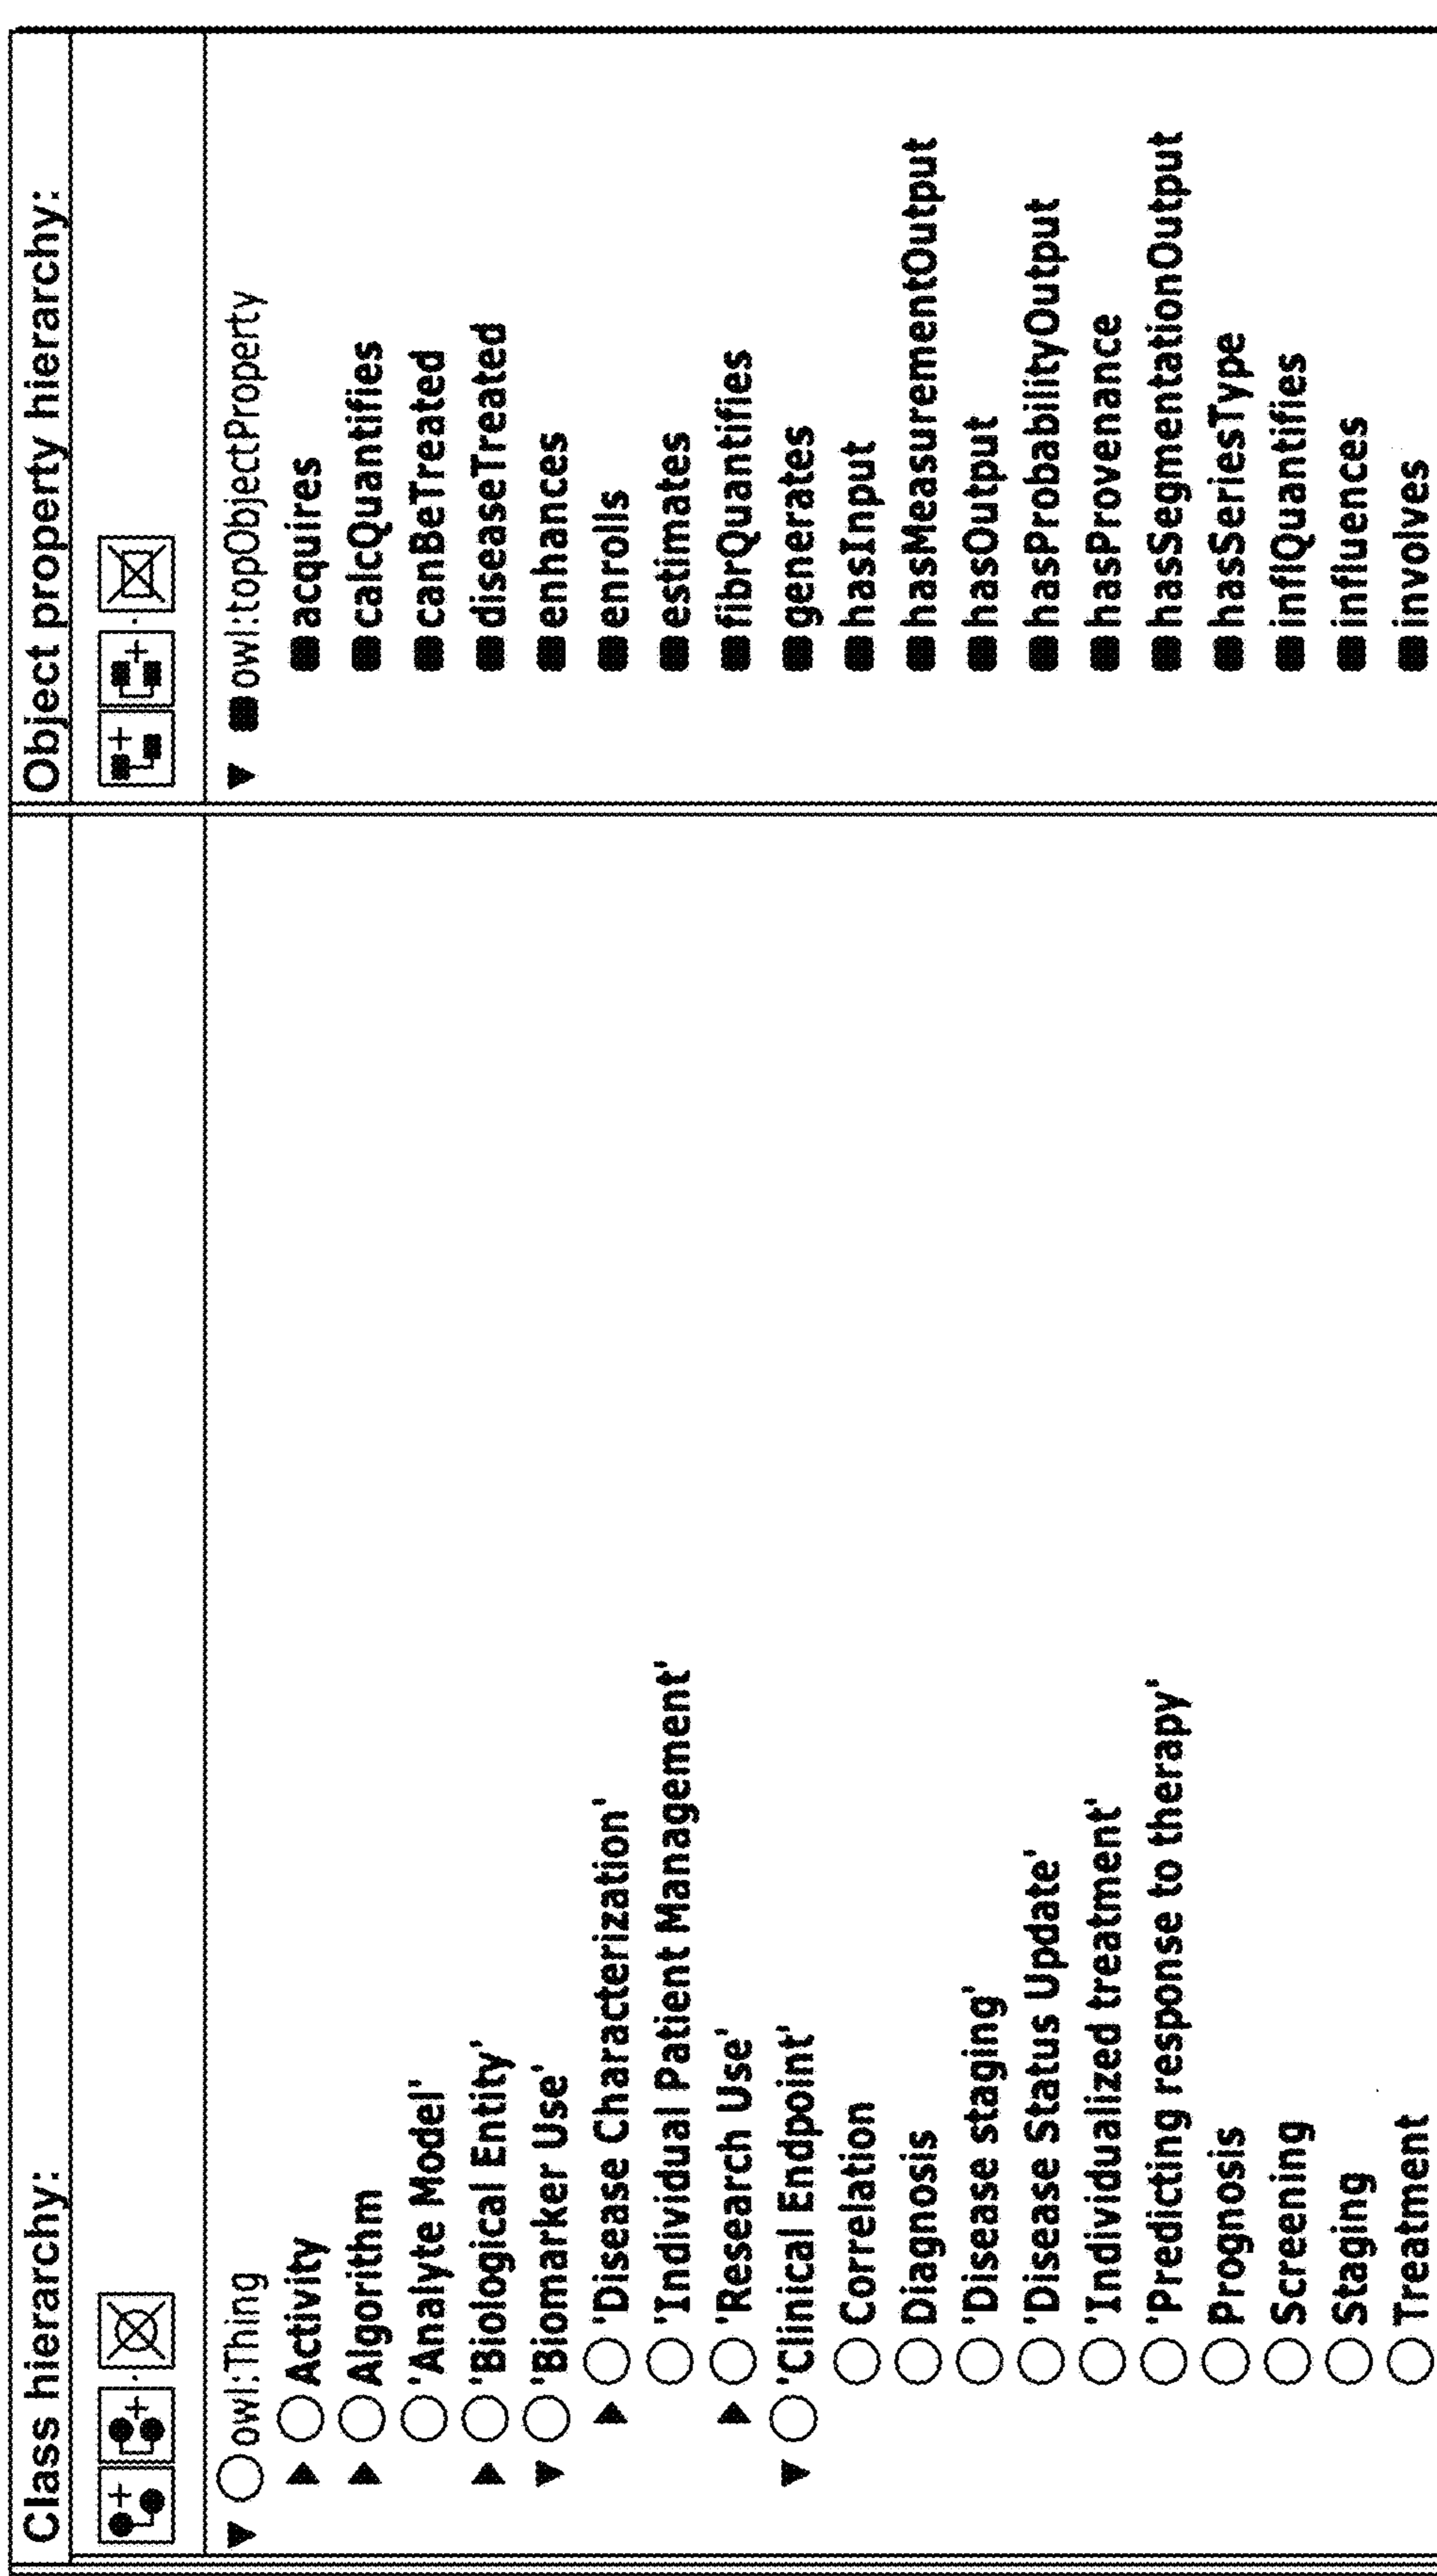 Class hierarchy:
owl:Thing
Activity
Algorithm
'Analyte Model'
'Biological Entity'
'Biomarker Use'
'Disease Characterization'
'Individual Patient Management'
'Research Use'
'Clinical Endpoint'
Correlation
Diagnosis
'Disease staging'
'Disease Status Update'
'Individualized treatment'
'Predicting response to therapy'
Prognosis
Screening
Staging
Treatment
Object property hierarchy:
owl:topObjectProperty
acquires
calcQuantifies
canBeTreated
diseaseTreated
enhances
enrolls
estimates
fibrQuantifies
generates
hasInput
hasMeasurementOutput
hasOutput
hasProbabilityOutput
hasProvenance
hasSegmentationOutput
hasSeriesType
inflQuantifies
influences
involves